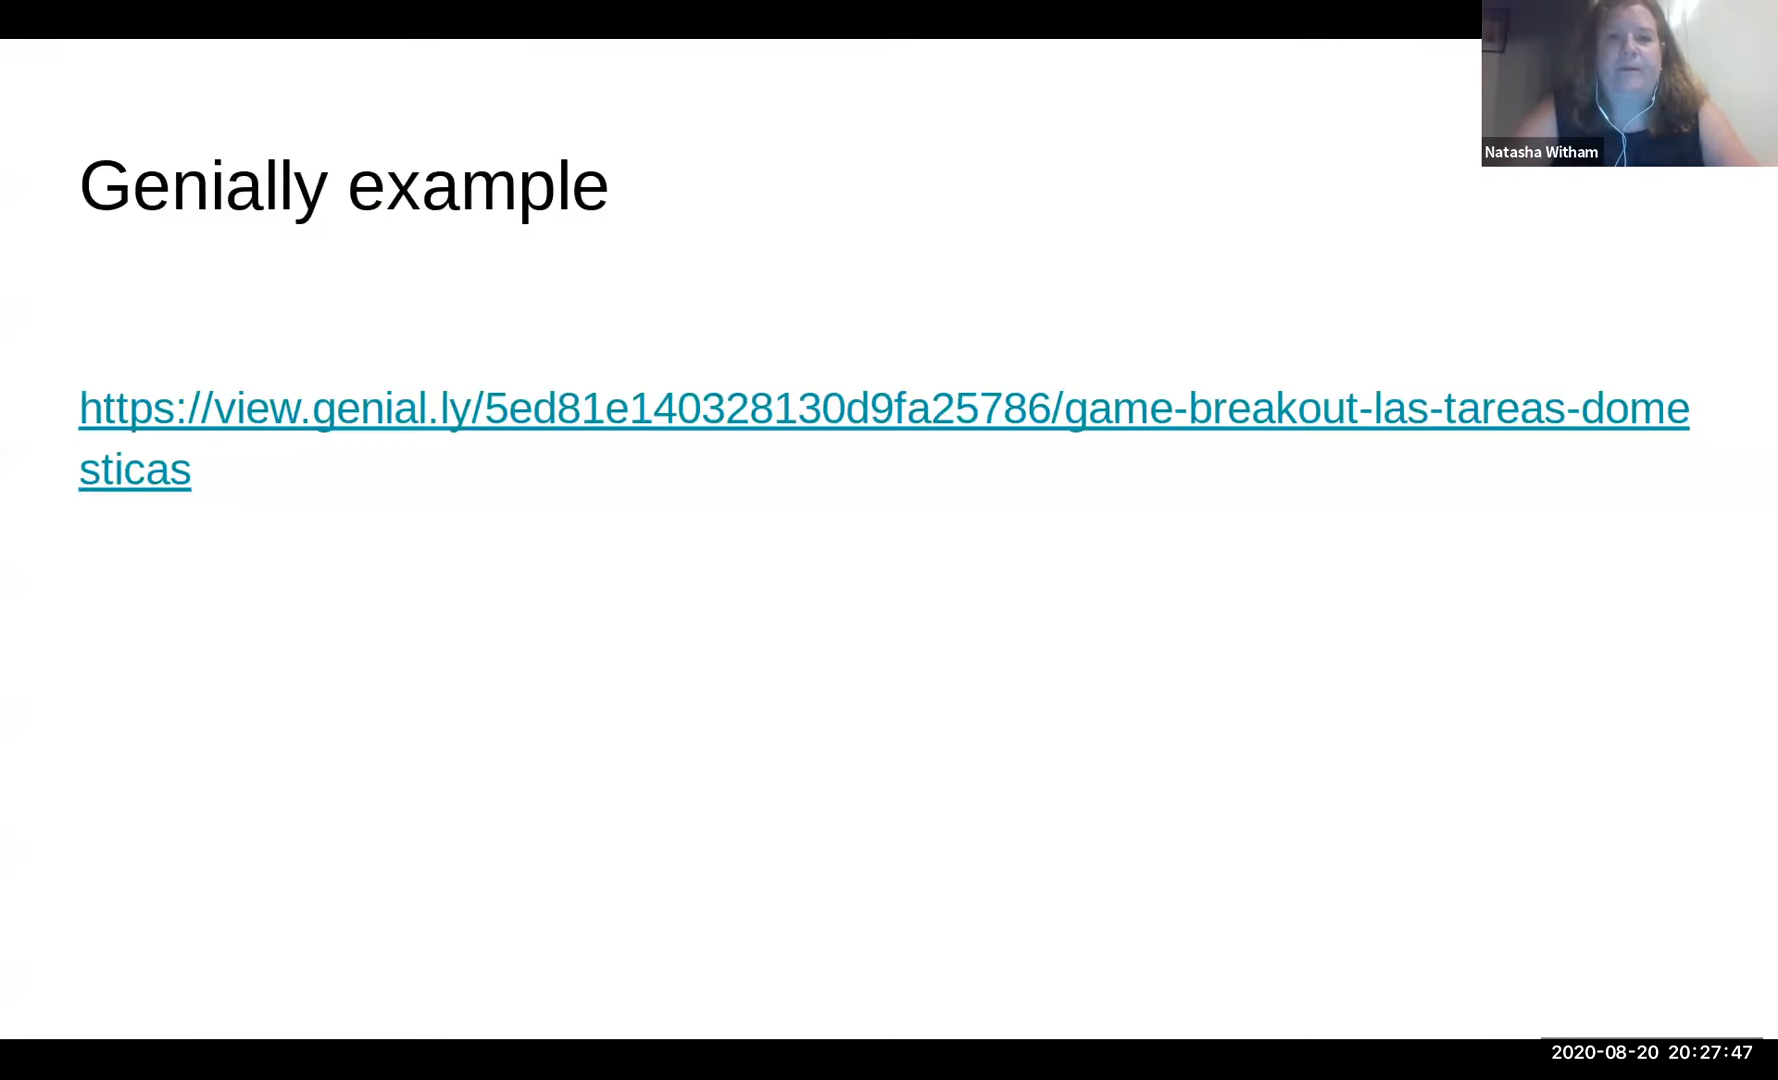 Natasha Witham
Genially example
https://view.genial.ly/5ed81e140328130d9fa25786/game-breakout-las-tareas-dome
sticas
2020-08-20 20:27:47